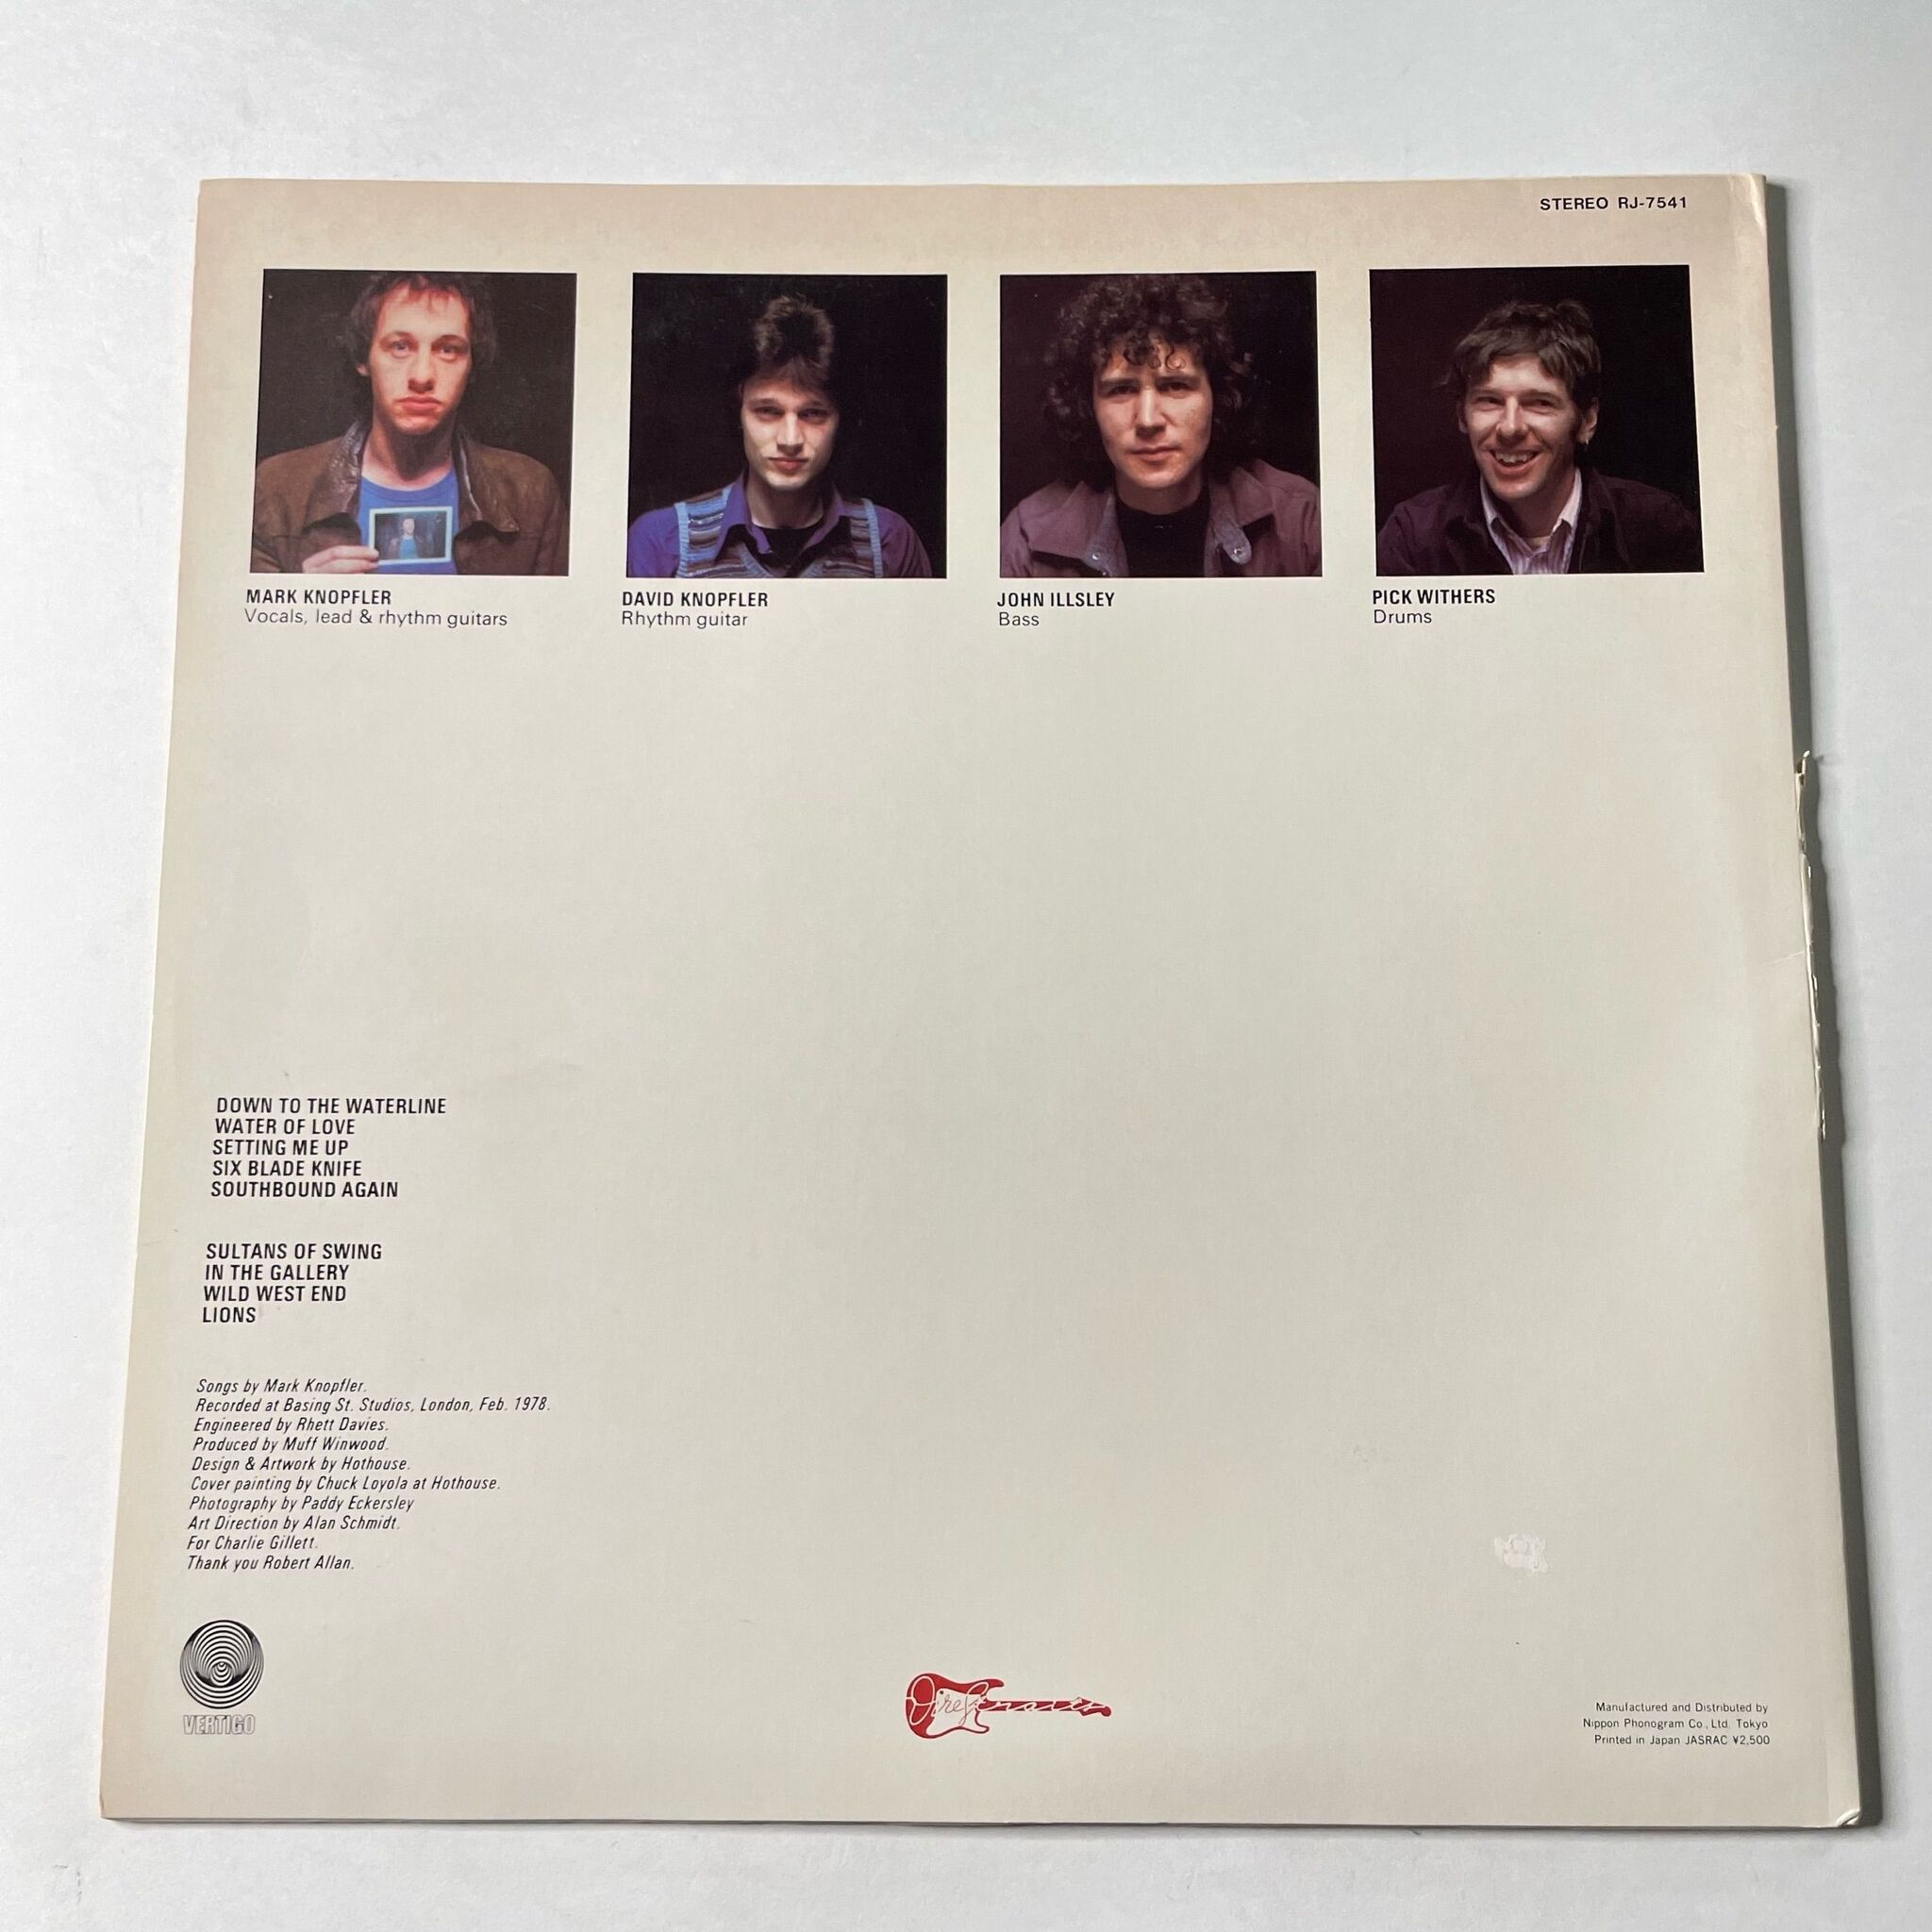 STEREO RJ-7541
MARK KNOPFLER
Vocals, lead & rhythm guitars
DAVID KNOPFLER
Rhythm guitar
JOHN ILLSLEY
Bass
PICK WITHERS
Drums
DOWN TO THE WATERLINE
WATER OF LOVE
SETTING ME UP
SIX BLADE KNIFE
SOUTHBOUND AGAIN
SULTANS OF SWING
IN THE GALLERY
WILD WEST END
LIONS
Songs by Mark Knopfler.
Recorded at Basing St. Studios, London, Feb. 1978.
Engineered by Rhett Davies.
Produced by Muff Winwood.
Design & Artwork by Hothouse.
Cover painting by Chuck Loyola at Hothouse.
Photography by Paddy Eckersley
Art Direction by Alan Schmidt.
For Charlie Gillett.
Thank you Robert Allan.
VERTIGO
Dire Straits
Manufactured and Distributed by
Nippon Phonogram Co., Ltd. Tokyo
Printed in Japan JASRAC ¥2,500